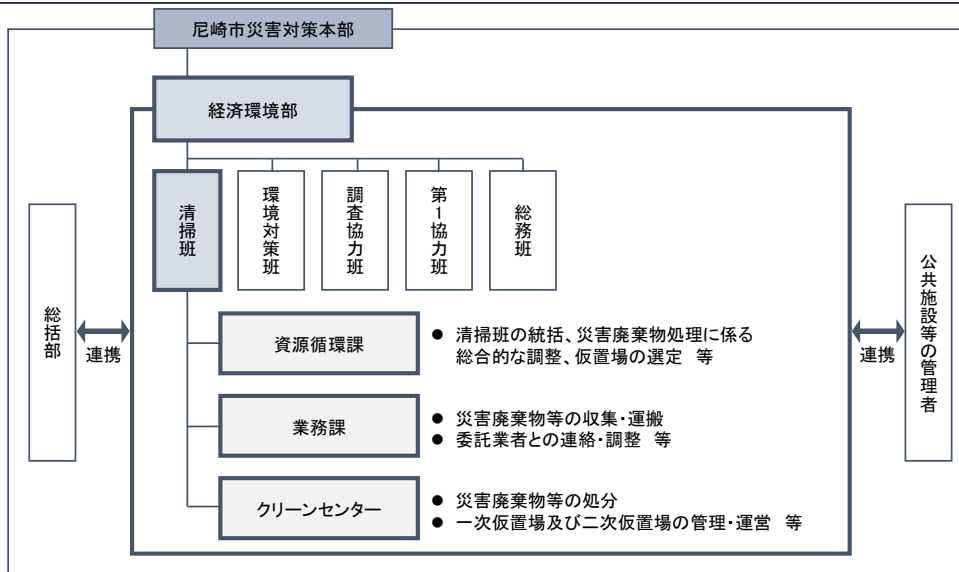 尼崎市災害対策本部
経済環境部
清掃班
環境対策班
調査協力班
第1協力班
総務班
総括部
連携
資源循環課
● 清掃班の統括、災害廃棄物処理に係る
総合的な調整、仮置場の選定 等
業務課
● 災害廃棄物等の収集・運搬
● 委託業者との連絡・調整 等
クリーンセンター
● 災害廃棄物等の処分
● 一次仮置場及び二次仮置場の管理・運営 等
連携
公共施設等の管理者